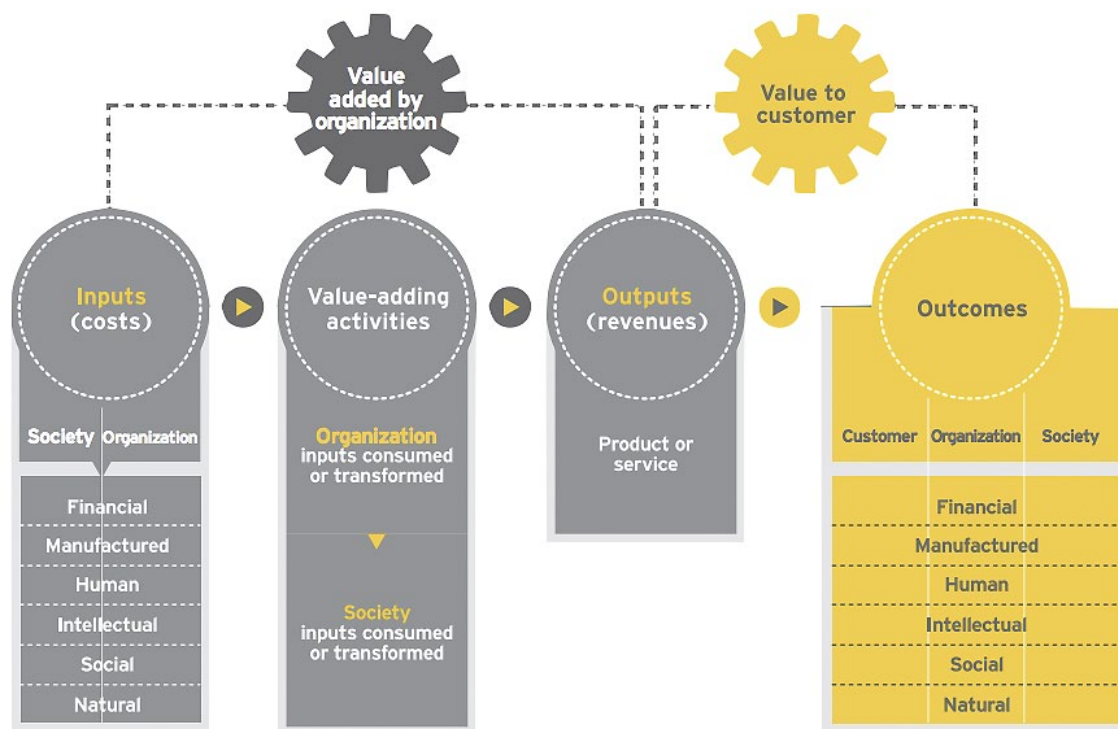 Value
added by
organization
Value to
customer
Inputs
(costs)
Value-adding
activities
Outputs
(revenues)
Outcomes
Society Organization
Financial
Manufactured
Human
Intellectual
Social
Natural
Organization
inputs consumed
or transformed
Society
inputs consumed
or transformed
Product or
service
Customer Organization Society
Financial
Manufactured
Human
Intellectual
Social
Natural